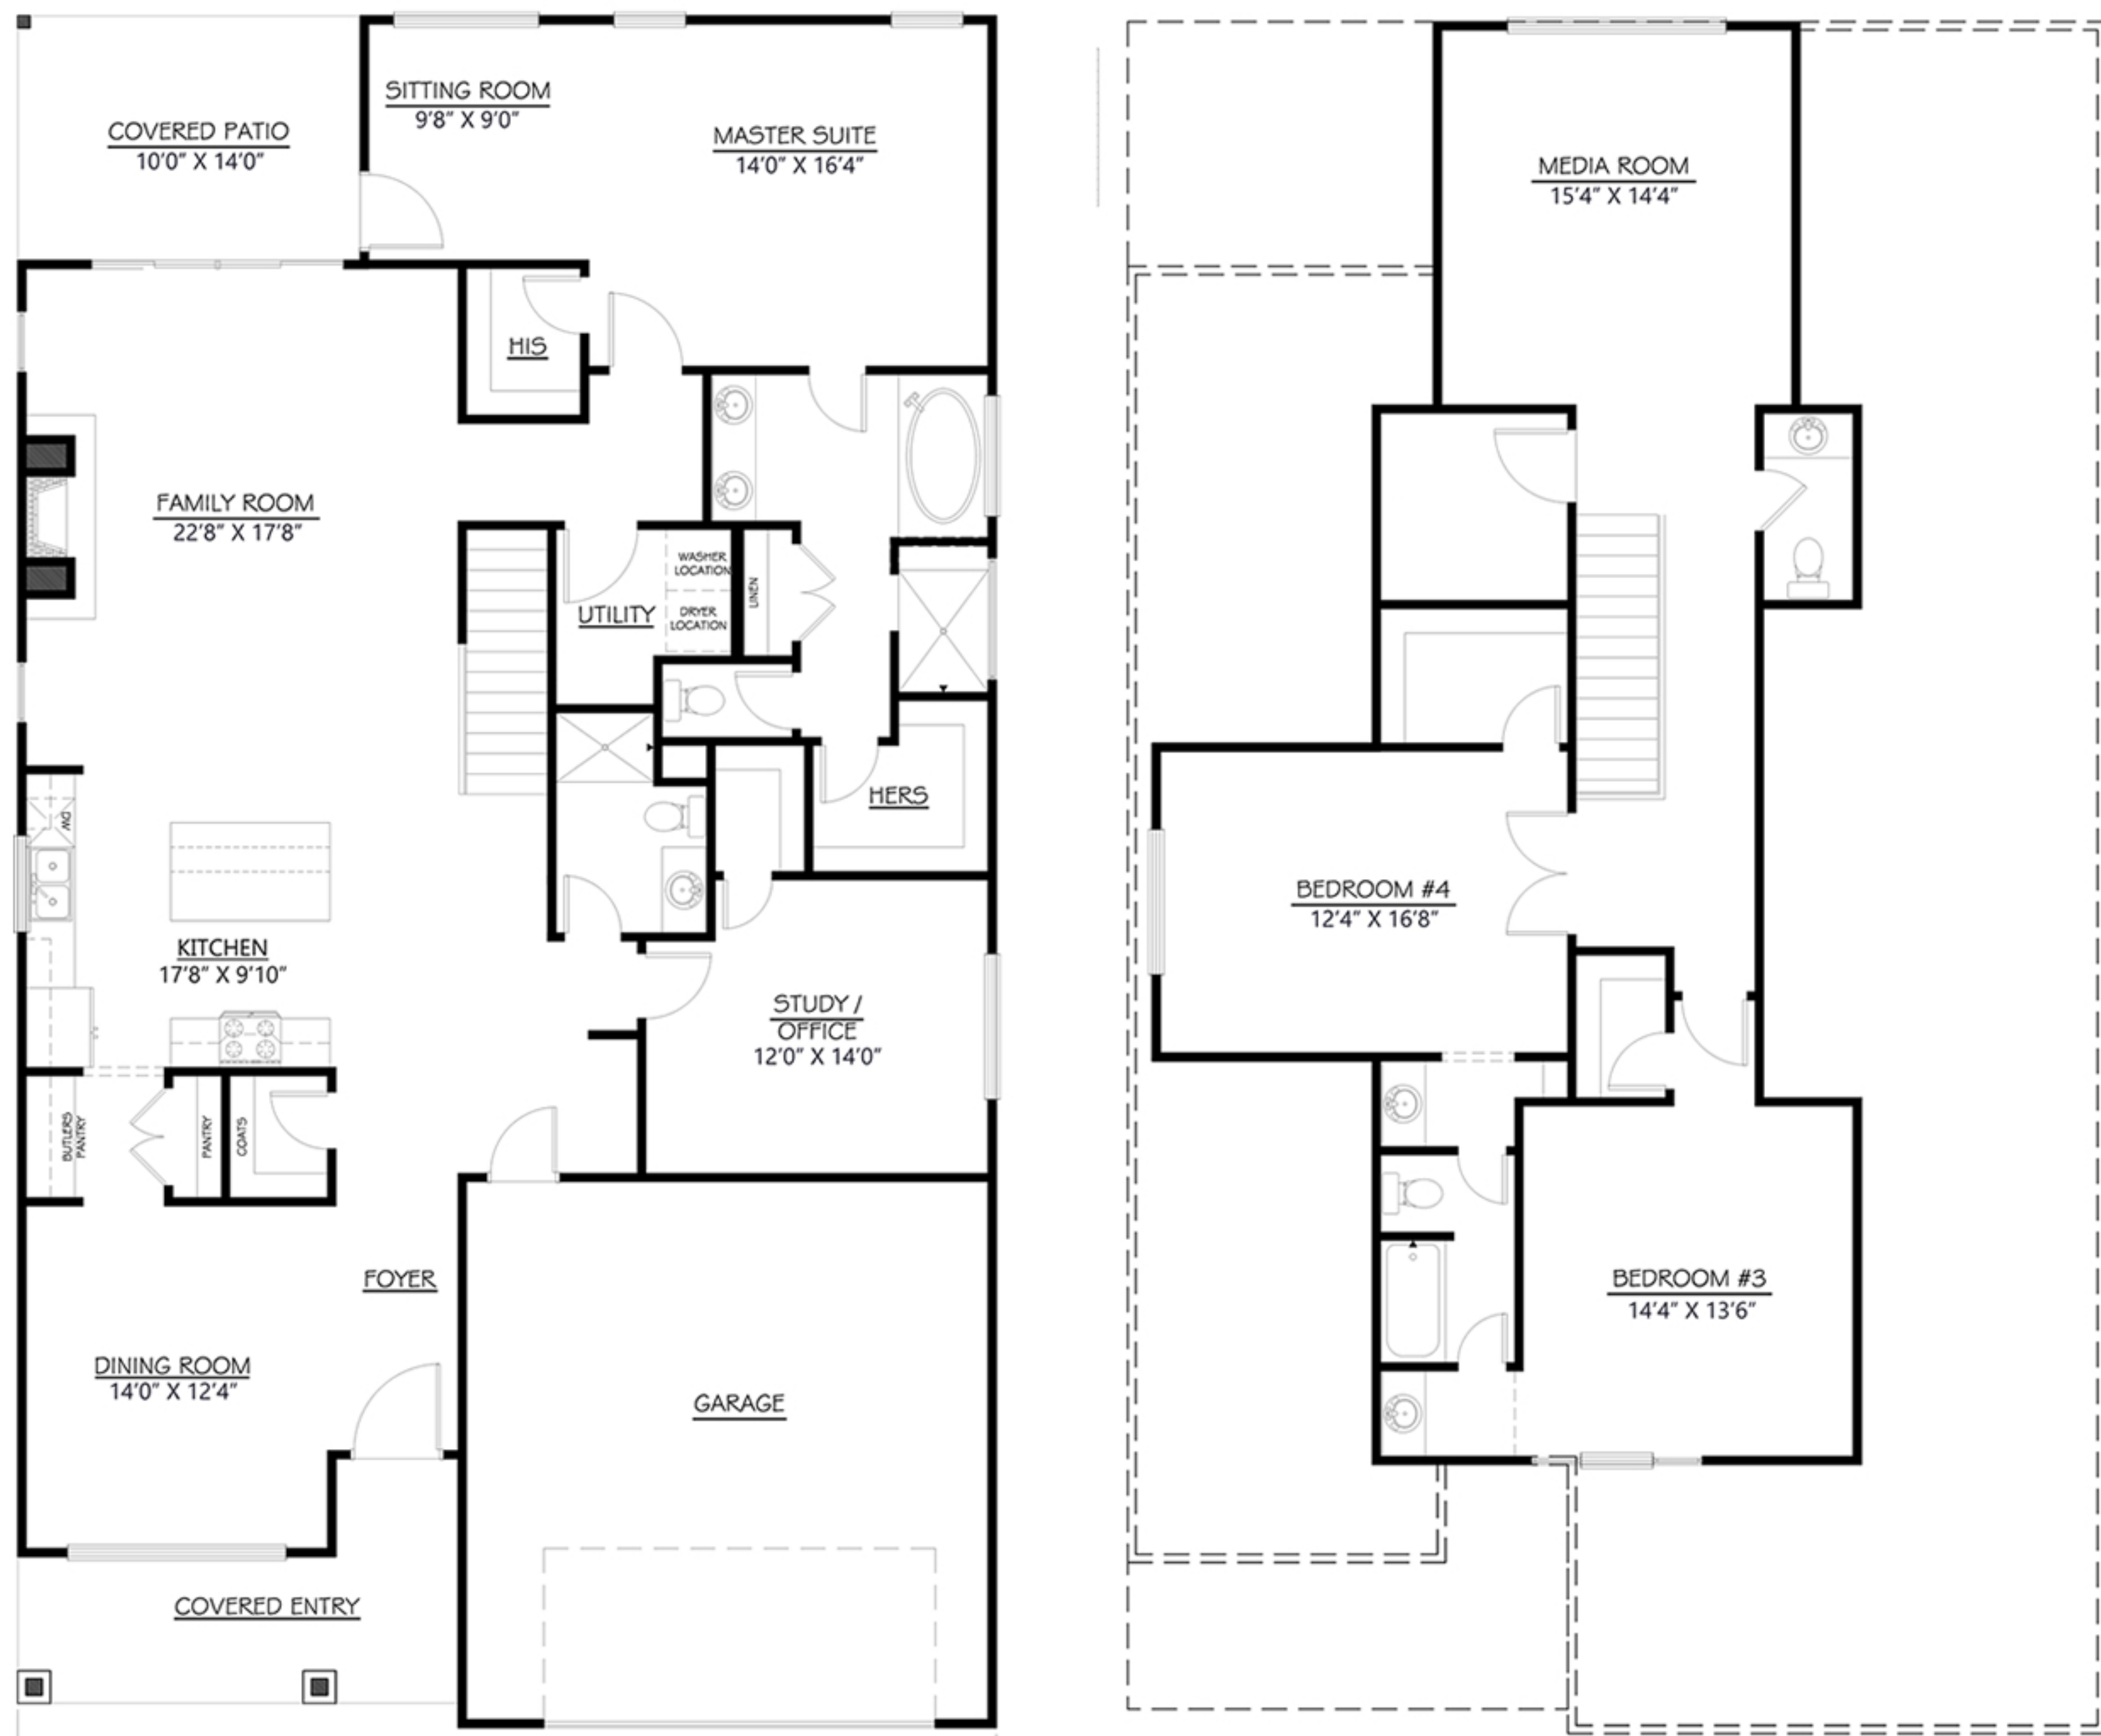 SITTING ROOM
9'8" X 9'0"
COVERED PATIO
10'0" X 14'0"
MASTER SUITE
14'0" X 16'4"
HIS
FAMILY ROOM
22'8" X 17'8"
WASHER
LOCATION
DRYER
LOCATION
UTILITY
LINEN
DW
HERS
KITCHEN
17'8" X 9'10"
STUDY /
OFFICE
12'0" X 14'0"
BUTLERS
PANTRY
PANTRY
COATS
FOYER
DINING ROOM
14'0" X 12'4"
GARAGE
COVERED ENTRY
MEDIA ROOM
15'4" X 14'4"
BEDROOM #4
12'4" X 16'8"
BEDROOM #3
14'4" X 13'6"